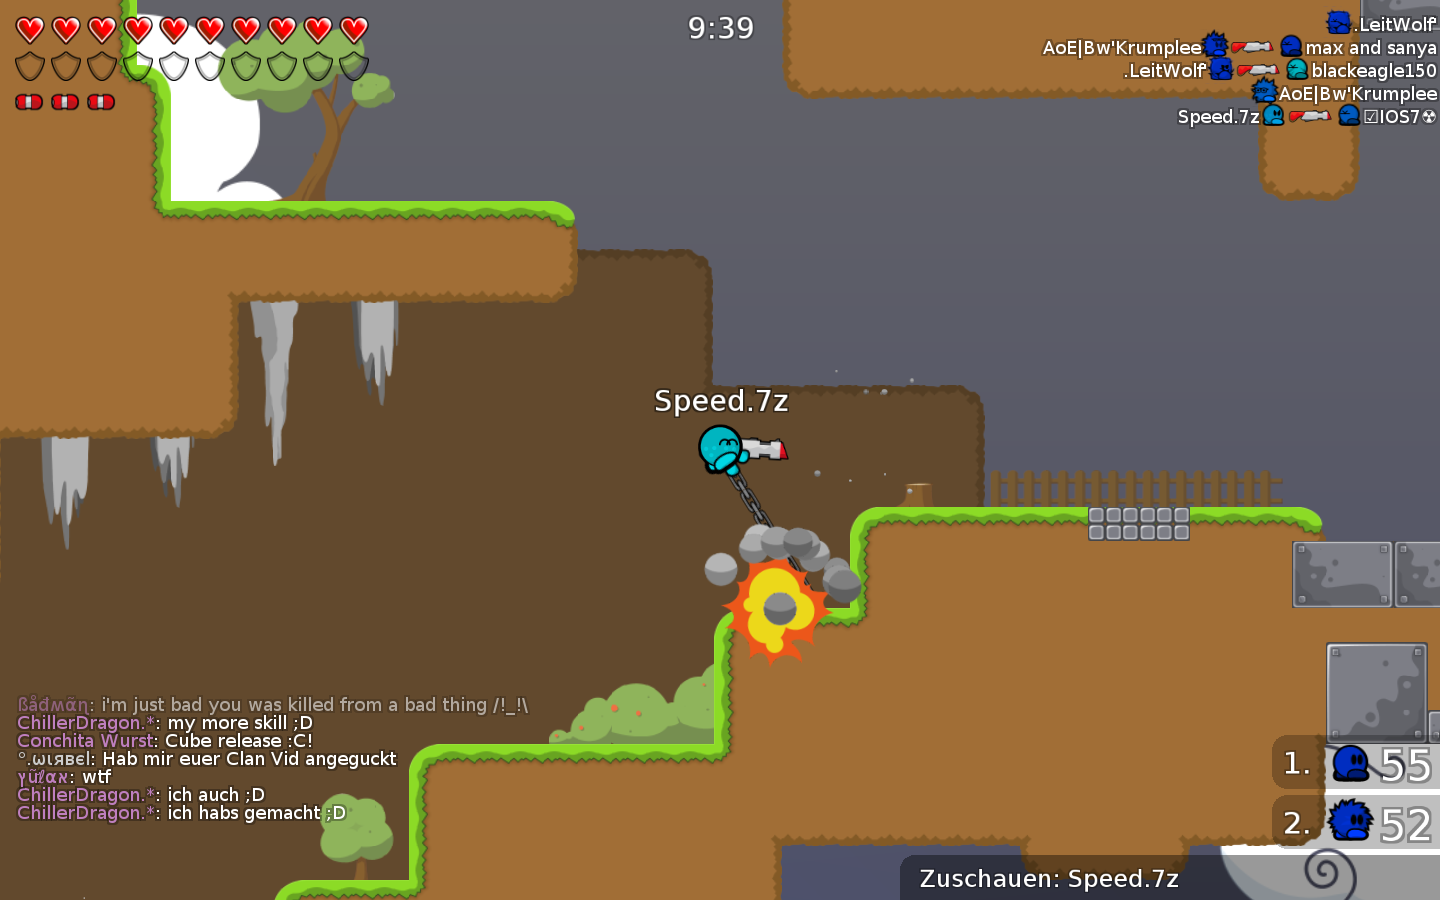 9:39
.LeitWolf
AoE|Bw'Krumplee max and sanya
.LeitWolf blackeagle150
AoE|Bw'Krumplee
Speed.7z ☑IOS7☢
Speed.7z
ßåđмα̃η: i'm just bad you was killed from a bad thing /!_!\
ChillerDragon.*: my more skill ;D
Conchita Wurst: Cube release :C!
°.ωιявєl: Hab mir euer Clan Vid angeguckt
: wtf
ChillerDragon.*: ich auch ;D
ChillerDragon.*: ich habs gemacht ;D
1. 55
2. 52
Zuschauen: Speed.7z